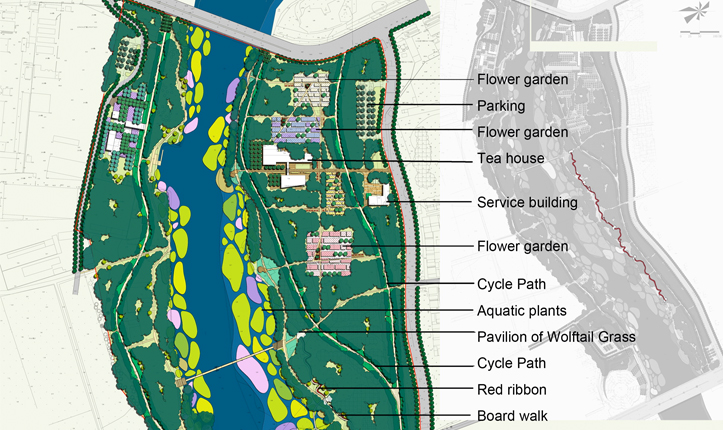 Flower garden
Parking
Flower garden
Tea house
Service building
Flower garden
Cycle Path
Aquatic plants
Pavilion of Wolftail Grass
Cycle Path
Red ribbon
Board walk